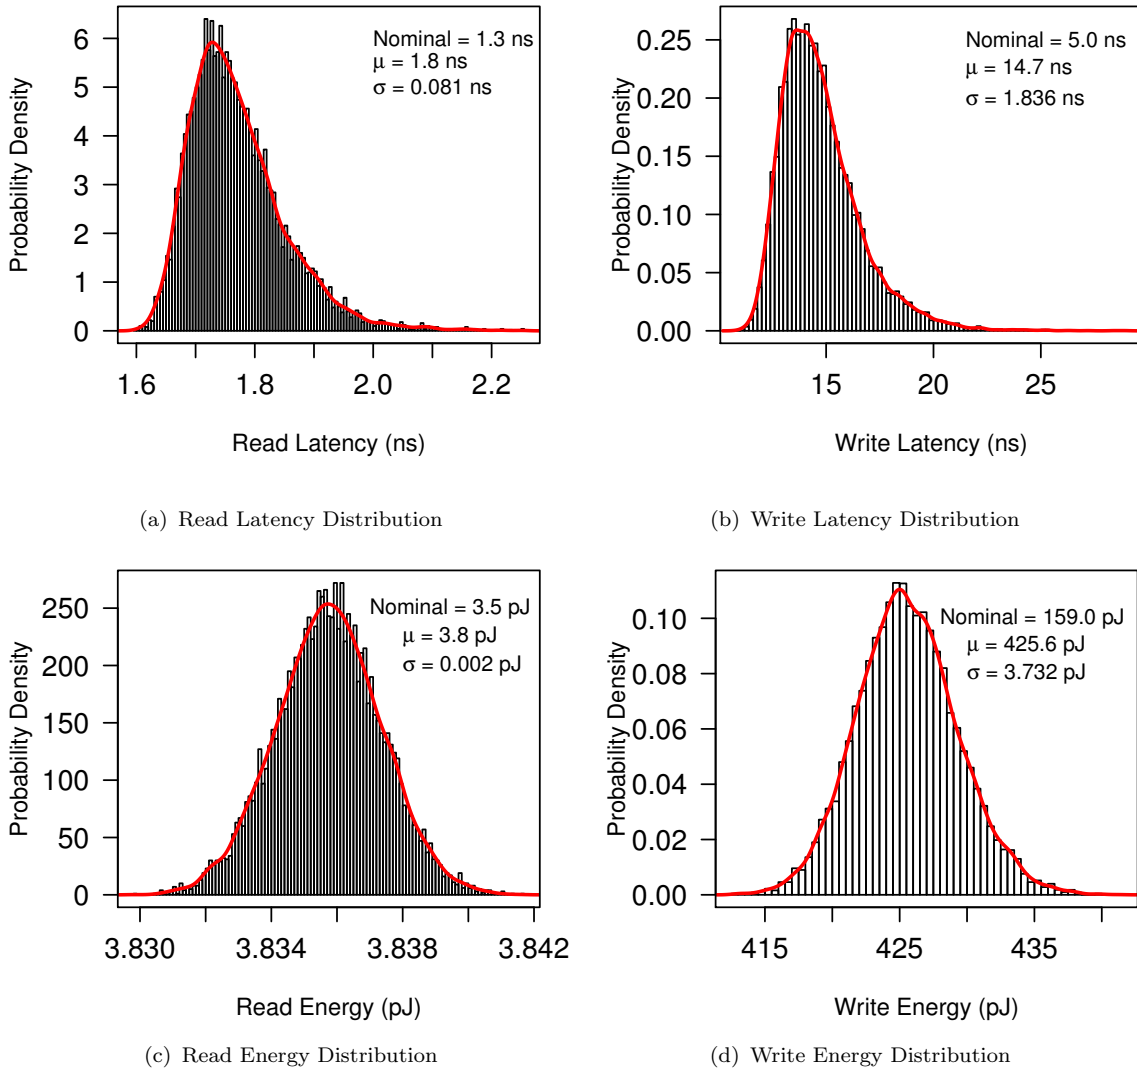 Probability Density
6
5
4
3
2
1
0
Nominal = 1.3 ns
μ = 1.8 ns
σ = 0.081 ns
1.6
1.8
2.0
2.2
Read Latency (ns)
(a) Read Latency Distribution
Probability Density
0.25
0.20
0.15
0.10
0.05
0.00
Nominal = 5.0 ns
μ = 14.7 ns
σ = 1.836 ns
15
20
25
Write Latency (ns)
(b) Write Latency Distribution
Probability Density
250
200
150
100
50
0
Nominal = 3.5 pJ
μ = 3.8 pJ
σ = 0.002 pJ
3.830
3.834
3.838
3.842
Read Energy (pJ)
(c) Read Energy Distribution
Probability Density
0.10
0.08
0.06
0.04
0.02
0.00
Nominal = 159.0 pJ
μ = 425.6 pJ
σ = 3.732 pJ
415
425
435
Write Energy (pJ)
(d) Write Energy Distribution